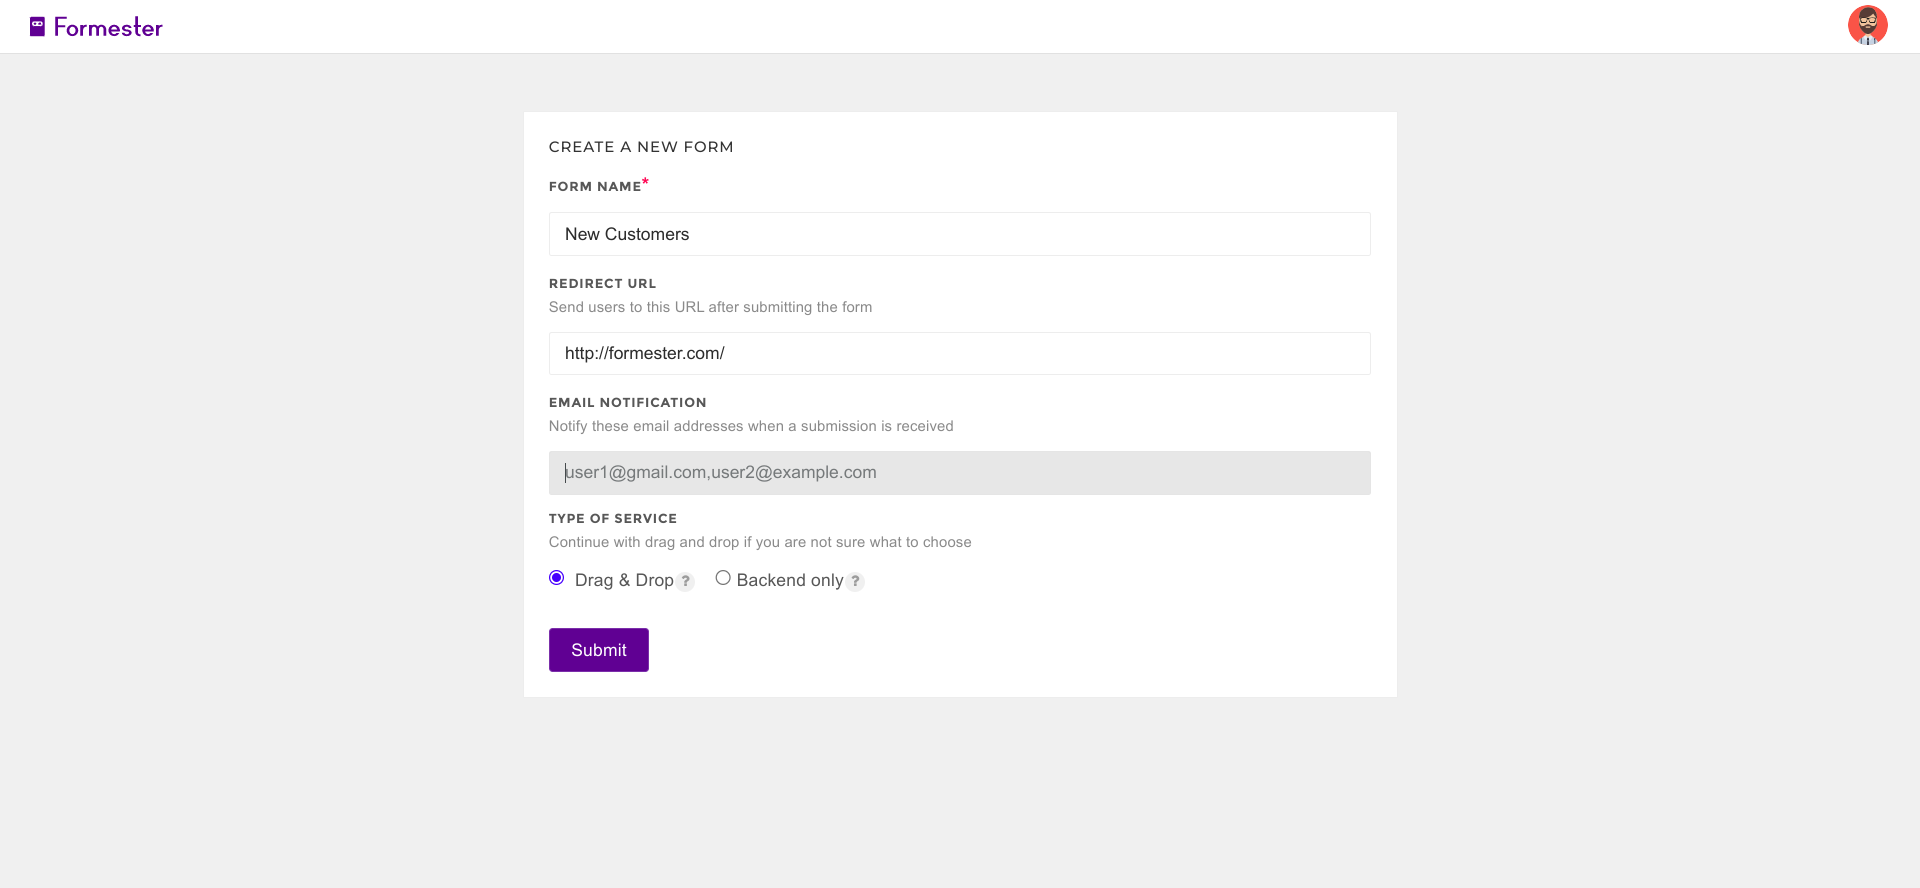 Formester
CREATE A NEW FORM
FORM NAME*
New Customers
REDIRECT URL
Send users to this URL after submitting the form
http://formester.com/
EMAIL NOTIFICATION
Notify these email addresses when a submission is received
user1@gmail.com,user2@example.com
TYPE OF SERVICE
Continue with drag and drop if you are not sure what to choose
Drag & Drop ? Backend only ?
Submit